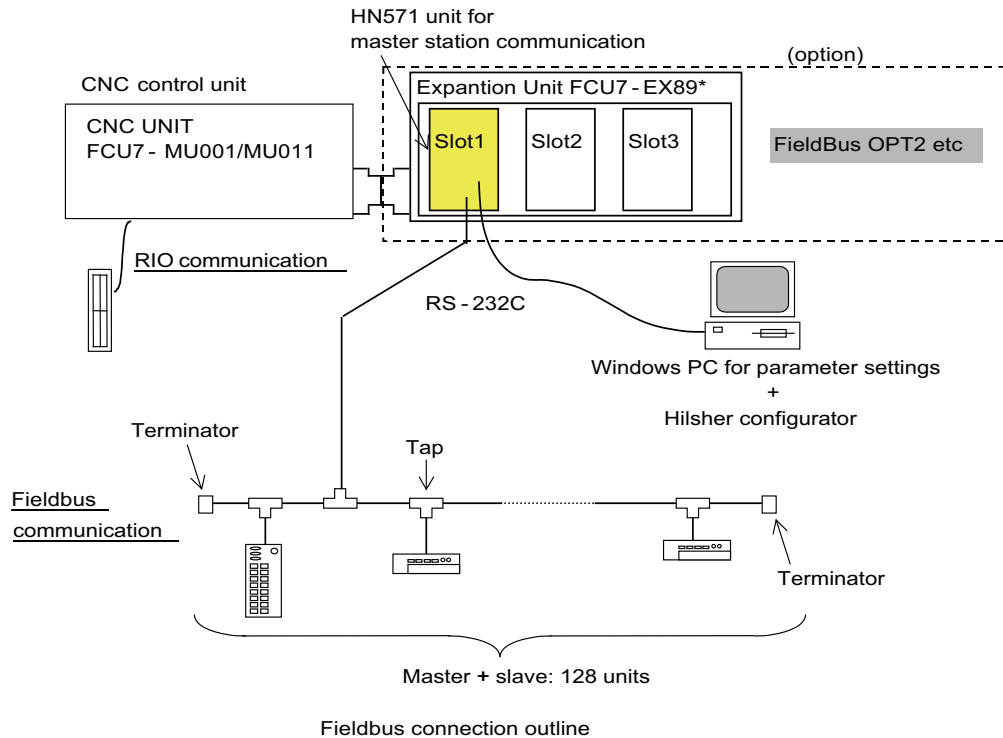 HN571 unit for
master station communication
(option)
CNC control unit
Expantion Unit FCU7 - EX89*
CNC UNIT
FCU7 - MU001/MU011
Slot1
Slot2
Slot3
FieldBus OPT2 etc
RIO communication
RS - 232C
Windows PC for parameter settings
+
Hilsher configurator
Terminator
Tap
Fieldbus
communication
Terminator
Master + slave: 128 units
Fieldbus connection outline